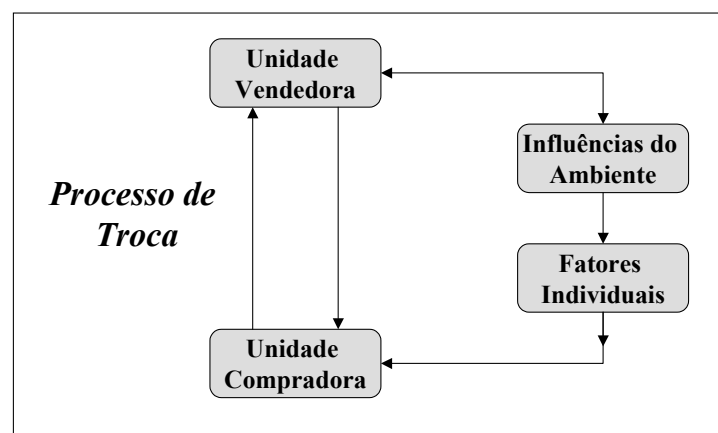 Unidade
Vendedora
Influências do
Ambiente
Processo de
Troca
Fatores
Individuais
Unidade
Compradora